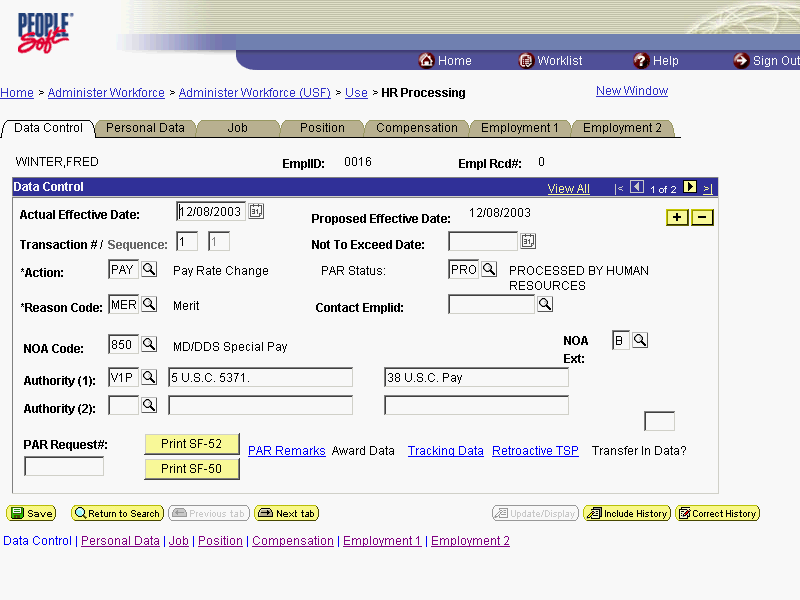 PEOPLE
Soft
Home Worklist Help Sign Out
Home > Administer Workforce > Administer Workforce (USF) > Use > HR Processing New Window
Data Control Personal Data Job Position Compensation Employment 1 Employment 2
WINTER,FRED EmplID: 0016 Empl Rcd#: 0
Data Control View All |< 1 of 2 >|
Actual Effective Date: 12/08/2003 31 Proposed Effective Date: 12/08/2003 + −
Transaction # / Sequence: 1 1 Not To Exceed Date: 31
*Action: PAY Pay Rate Change PAR Status: PRO PROCESSED BY HUMAN
RESOURCES
*Reason Code: MER Merit Contact Emplid:
NOA Code: 850 MD/DDS Special Pay NOA
Ext: B
Authority (1): V1P 5 U.S.C. 5371. 38 U.S.C. Pay
Authority (2):
PAR Request#: Print SF-52
Print SF-50
PAR Remarks Award Data Tracking Data Retroactive TSP Transfer In Data?
Save Return to Search Previous tab Next tab Update/Display Include History Correct History
Data Control | Personal Data | Job | Position | Compensation | Employment 1 | Employment 2